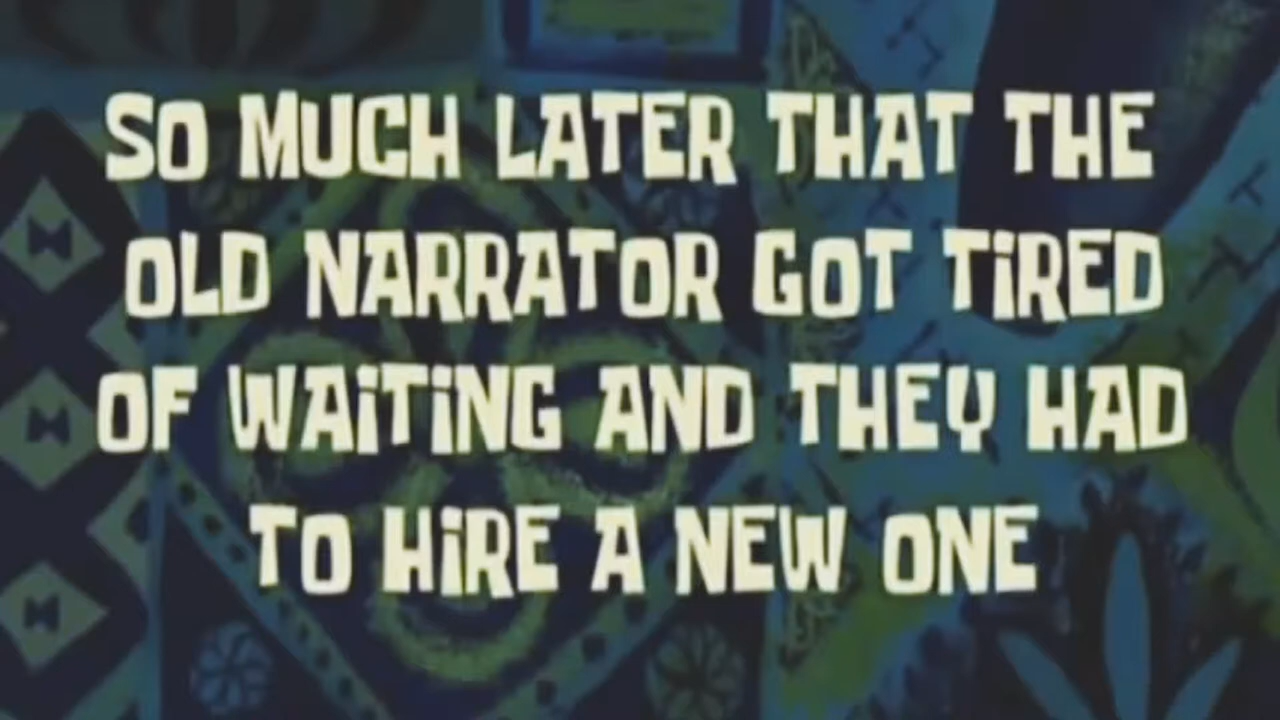 SO MUCH LATER THAT THE
OLD NARRATOR GOT TiRED
OF WAiTiNG AND THEY HAD
TO HiRE A NEW ONE